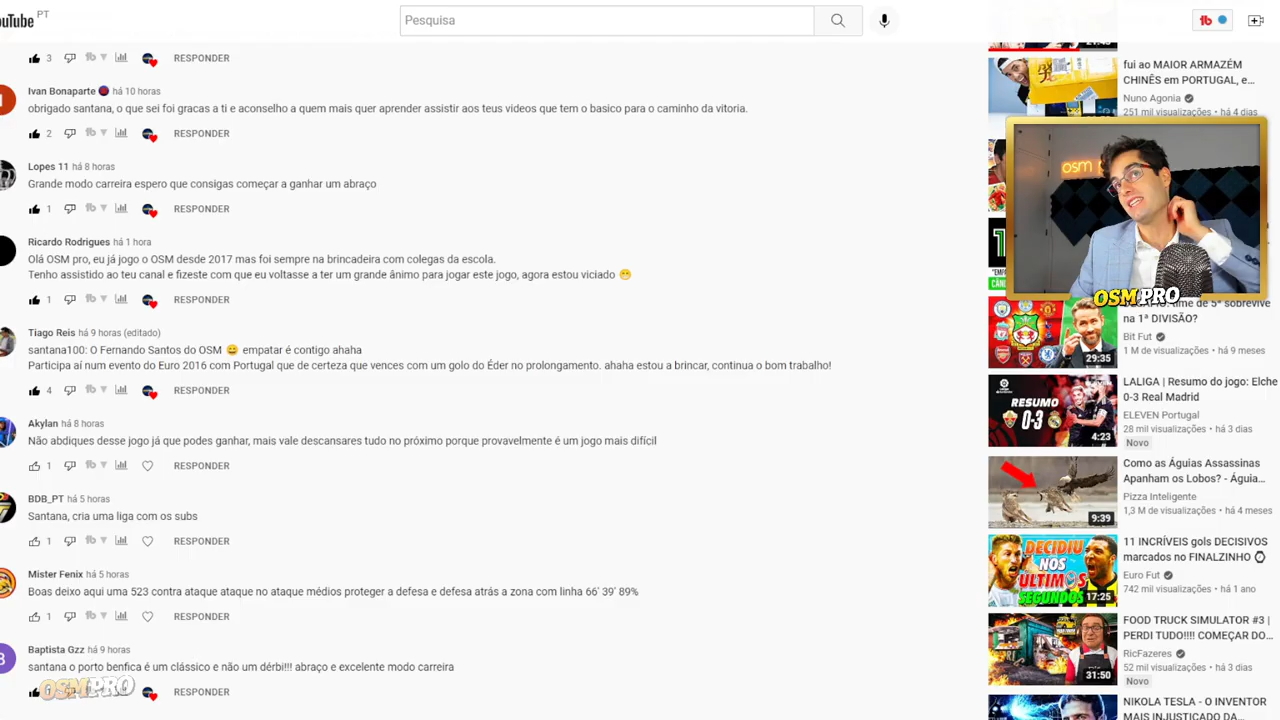 ouTube PT
Pesquisa
3 RESPONDER
Ivan Bonaparte há 10 horas
obrigado santana, o que sei foi gracas a ti e aconselho a quem mais quer aprender assistir aos teus videos que tem o basico para o caminho da vitoria.
2 RESPONDER
Lopes 11 há 8 horas
Grande modo carreira espero que consigas começar a ganhar um abraço
1 RESPONDER
Ricardo Rodrigues há 1 hora
Olá OSM pro, eu já jogo o OSM desde 2017 mas foi sempre na brincadeira com colegas da escola.
Tenho assistido ao teu canal e fizeste com que eu voltasse a ter um grande ânimo para jogar este jogo, agora estou viciado 😁
1 RESPONDER
Tiago Reis há 9 horas (editado)
santana100: O Fernando Santos do OSM 😄 empatar é contigo ahaha
Participa aí num evento do Euro 2016 com Portugal que de certeza que vences com um golo do Éder no prolongamento. ahaha estou a brincar, continua o bom trabalho!
4 RESPONDER
Akylan há 8 horas
Não abdiques desse jogo já que podes ganhar, mais vale descansares tudo no próximo porque provavelmente é um jogo mais difícil
1 RESPONDER
BDB_PT há 5 horas
Santana, cria uma liga com os subs
1 RESPONDER
Mister Fenix há 5 horas
Boas deixo aqui uma 523 contra ataque ataque no ataque médios proteger a defesa e defesa atrás a zona com linha 66' 39' 89%
1 RESPONDER
B
Baptista Gzz há 9 horas
santana o porto benfica é um clássico e não um dérbi!!! abraço e excelente modo carreira
OSMPRO
RESPONDER
fui ao MAIOR ARMAZÉM
CHINÊS em PORTUGAL, e...
Nuno Agonia
251 mil visualizações • há 4 dias
osm
OSM PRO
na 1ª DIVISÃO?
Bit Fut
1 M de visualizações • há 9 meses
29:35
LALIGA | Resumo do jogo: Elche
0-3 Real Madrid
ELEVEN Portugal
28 mil visualizações • há 3 dias
Novo
RESUMO
0-3
4:23
Como as Águias Assassinas
Apanham os Lobos? - Águia...
Pizza Inteligente
1,3 M de visualizações • há 4 meses
9:39
11 INCRÍVEIS gols DECISIVOS
marcados no FINALZINHO
Euro Fut
742 mil visualizações • há 1 ano
DECIDIU
NOS
ÚLTIMOS
SEGUNDOS
17:25
FOOD TRUCK SIMULATOR #3 |
PERDI TUDO!!!! COMEÇAR DO...
RicFazeres
52 mil visualizações • há 3 dias
Novo
31:50
NIKOLA TESLA - O INVENTOR
MAIS INJUSTIÇADO DA...